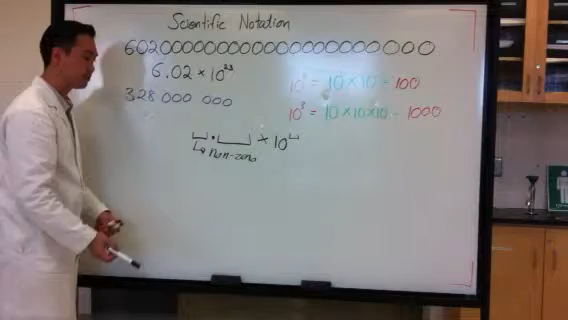 Scientific Notation
602000000000000000000000
6.02 × 10²³
328 000 000
10² = 10 × 10 = 100
10³ = 10 × 10 × 10 = 1000
× 10
↳ non-zero